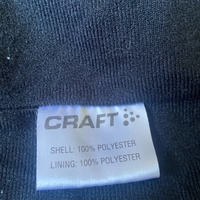 CRAFT
SHELL: 100% POLYESTER
LINING: 100% POLYESTER